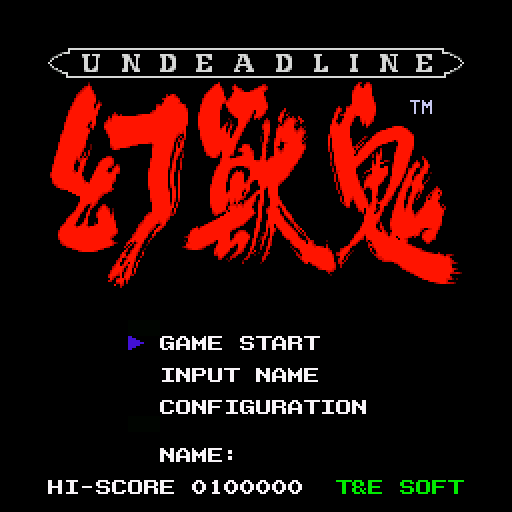 UNDEADLINE
幻獣鬼
TM
GAME START
INPUT NAME
CONFIGURATION
NAME:
HI-SCORE 0100000 T&E SOFT